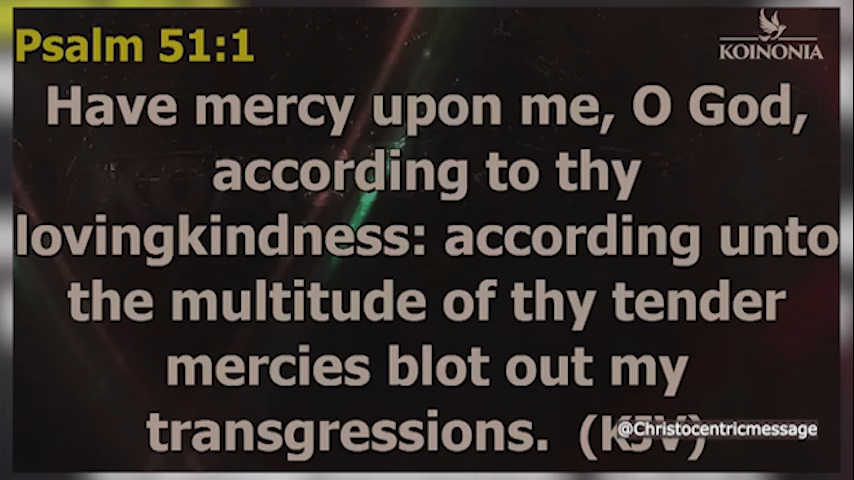 Psalm 51:1
KOINONIA
Have mercy upon me, O God,
according to thy
lovingkindness: according unto
the multitude of thy tender
mercies blot out my
transgressions. (KJV)
@Christocentricmessage